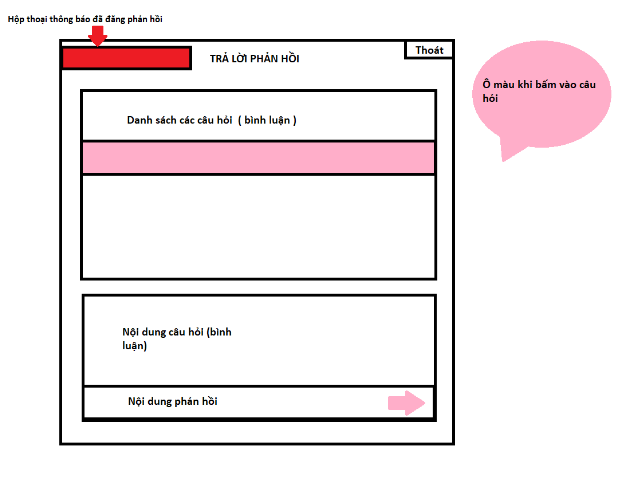 Hộp thoại thông báo đã đăng phản hồi
TRẢ LỜI PHẢN HỒI
Thoát
Ô màu khi bấm vào câu
hỏi
Danh sách các câu hỏi ( bình luận )
Nội dung câu hỏi (bình
luận)
Nội dung phản hồi